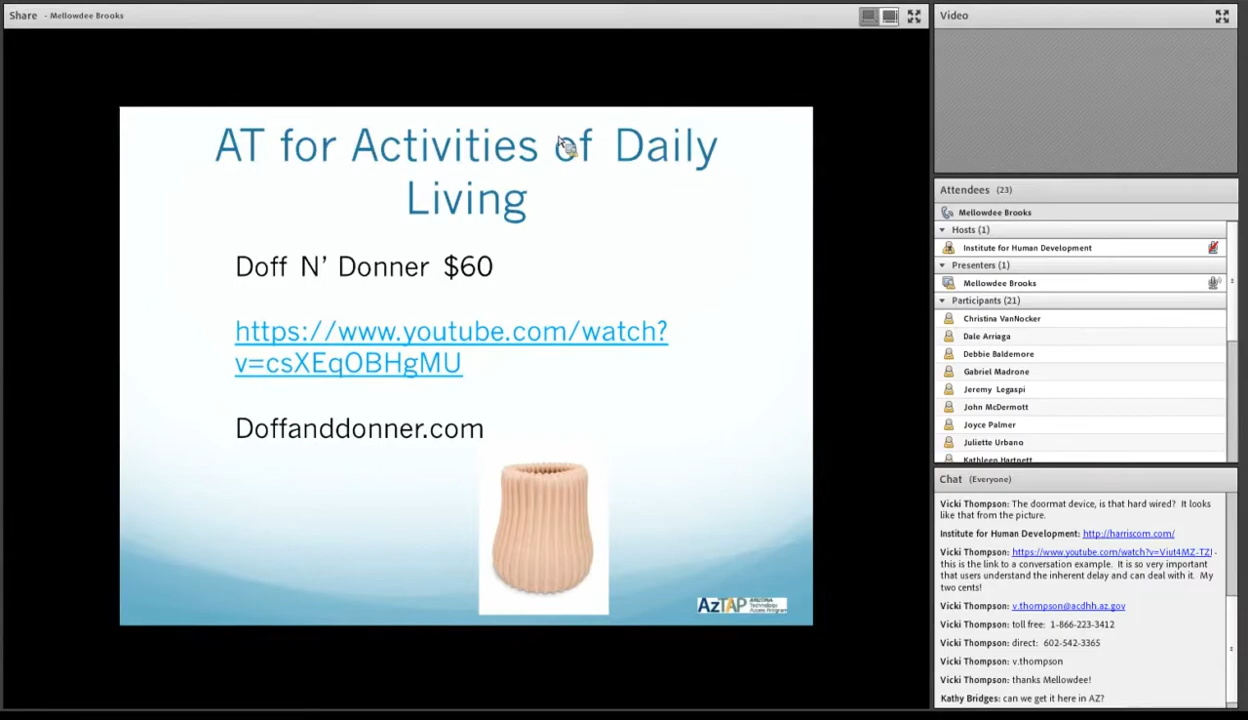 Share - Mellowdee Brooks
AT for Activities of Daily
Living
Doff N' Donner $60
https://www.youtube.com/watch?
v=csXEqOBHgMU
Doffanddonner.com
AzTAP ARIZONA
Technology
Access Program
Video
Attendees (23)
Mellowdee Brooks
Hosts (1)
Institute for Human Development
Presenters (1)
Mellowdee Brooks
Participants (21)
Christina VanNocker
Dale Arriaga
Debbie Baldemore
Gabriel Madrone
Jeremy Legaspi
John McDermott
Joyce Palmer
Juliette Urbano
Kathleen Hartnett
Chat (Everyone)
Vicki Thompson: The doormat device, is that hard wired? It looks
like that from the picture.
Institute for Human Development: http://harriscom.com/
Vicki Thompson: https://www.youtube.com/watch?v=Viut4MZ-TZI -
this is the link to a conversation example. It is so very important
that users understand the inherent delay and can deal with it. My
two cents!
Vicki Thompson: v.thompson@acdhh.az.gov
Vicki Thompson: toll free: 1-866-223-3412
Vicki Thompson: direct: 602-542-3365
Vicki Thompson: v.thompson
Vicki Thompson: thanks Mellowdee!
Kathy Bridges: can we get it here in AZ?